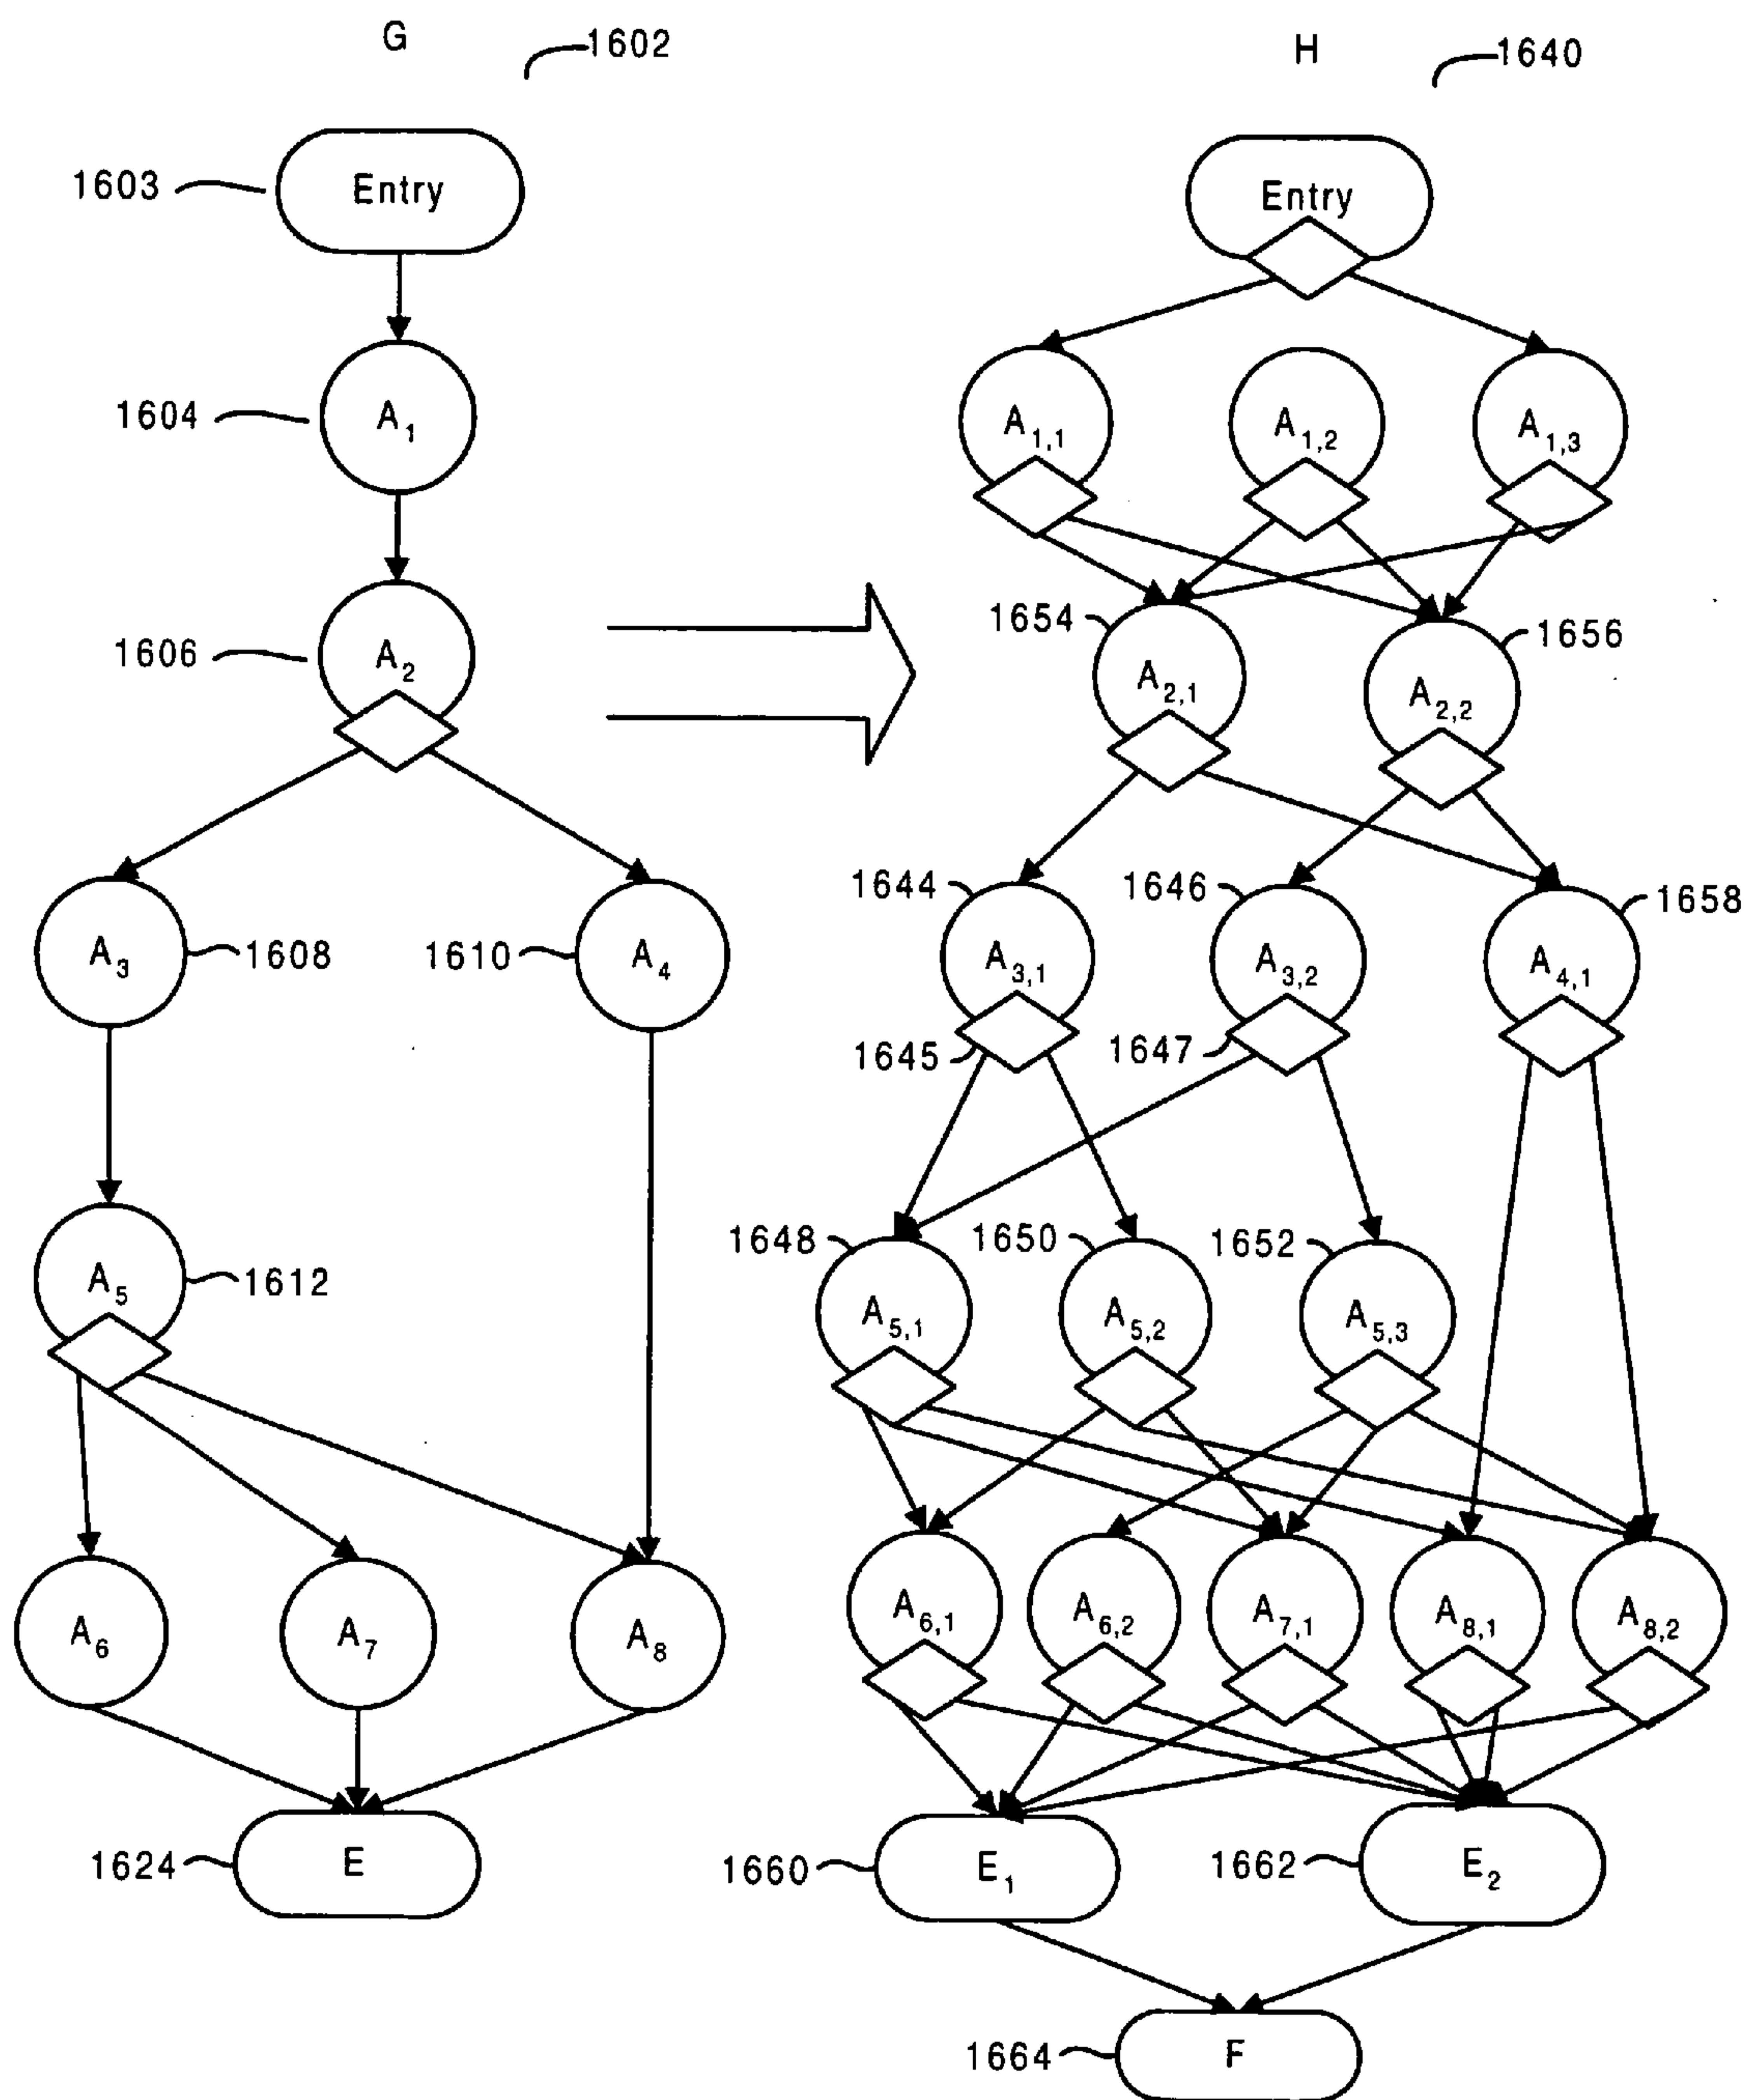 G
1602
H
1640
1603
Entry
Entry
1604
A1
A1,1
A1,2
A1,3
1606
A2
1654
A2,1
1656
A2,2
A3
1608
1610
A4
1644
A3,1
1645
1646
A3,2
1647
1658
A4,1
A5
1612
1648
A5,1
1650
A5,2
1652
A5,3
A6
A7
A8
A6,1
A6,2
A7,1
A8,1
A8,2
1624
E
1660
E1
1662
E2
1664
F